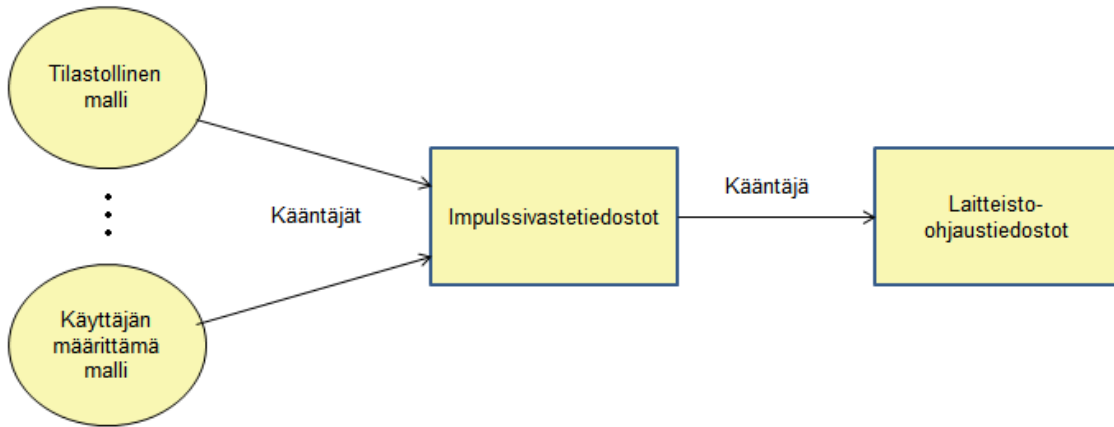 Tilastollinen
malli
Kääntäjät
Käyttäjän
määrittämä
malli
Impulssivastetiedostot
Kääntäjä
Laitteisto-
ohjaustiedostot